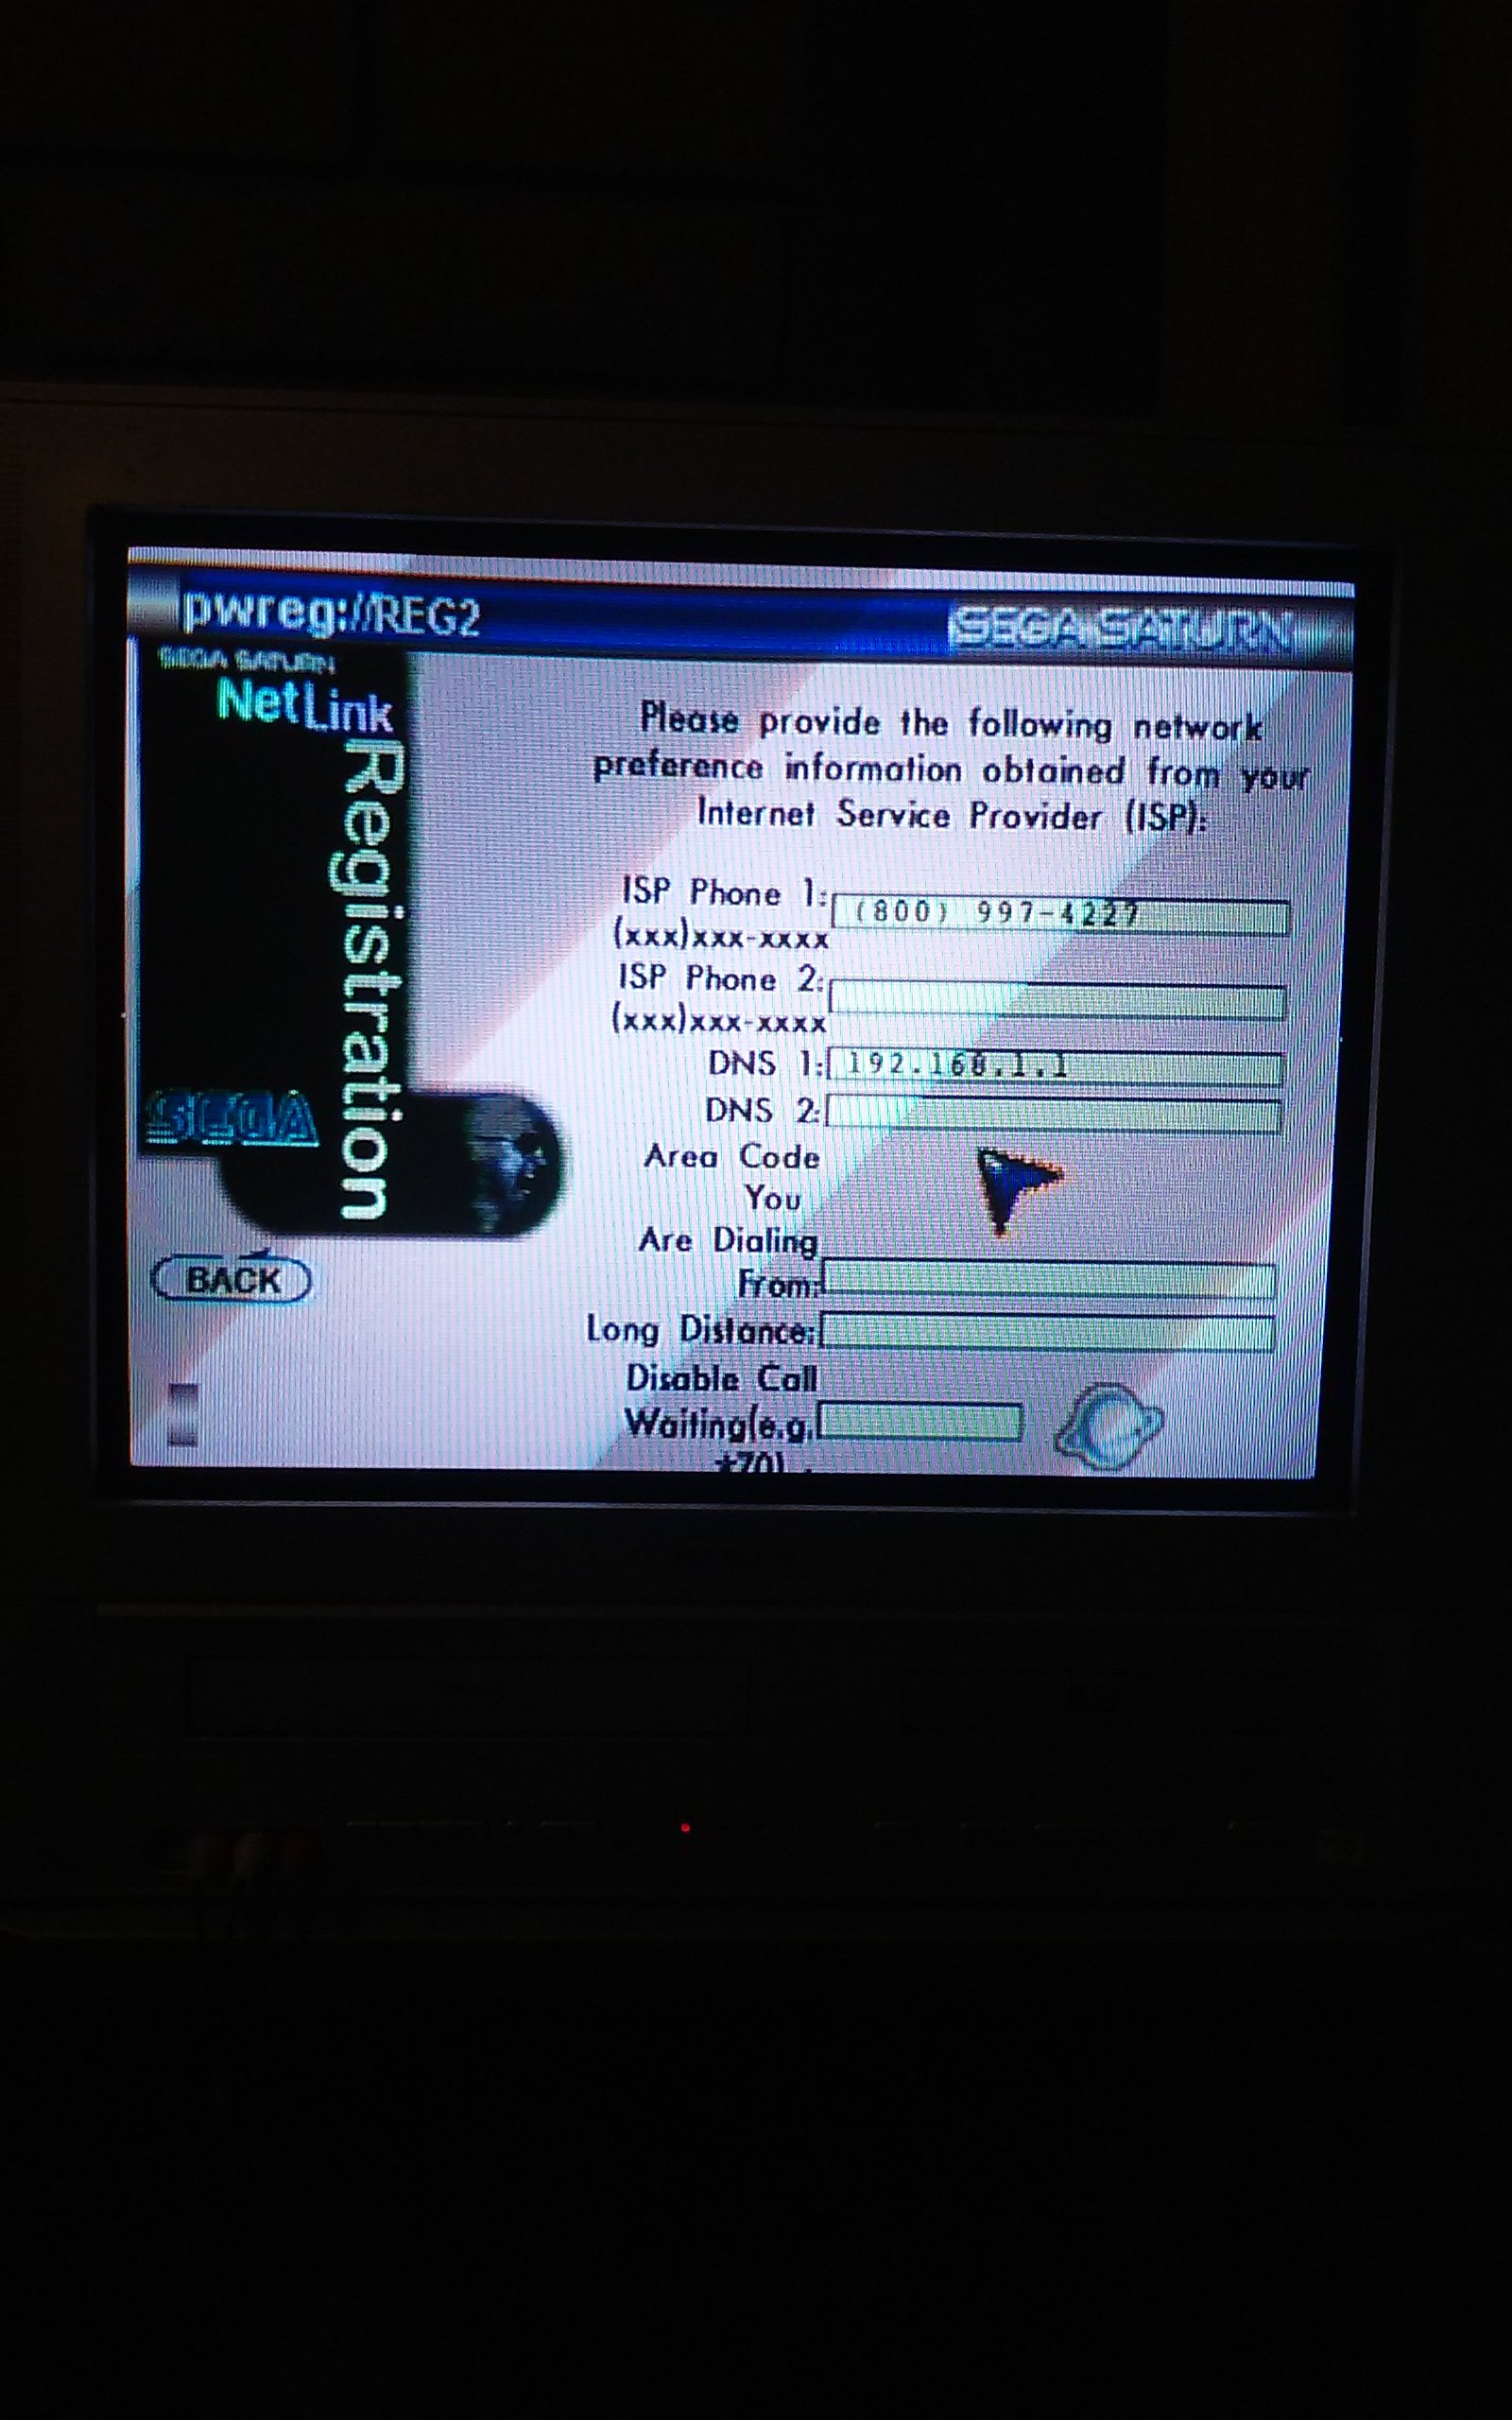 pwreg://REG2
SEGA SATURN
SEGA SATURN
NetLink
Registration
SEGA
BACK
Please provide the following network
preference information obtained from your
Internet Service Provider (ISP):
ISP Phone 1: (800) 997-4227
(xxx)xxx-xxxx
ISP Phone 2:
(xxx)xxx-xxxx
DNS 1: 192.168.1.1
DNS 2:
Area Code
You
Are Dialing
From:
Long Distance:
Disable Call
Waiting(e.g.
*70)